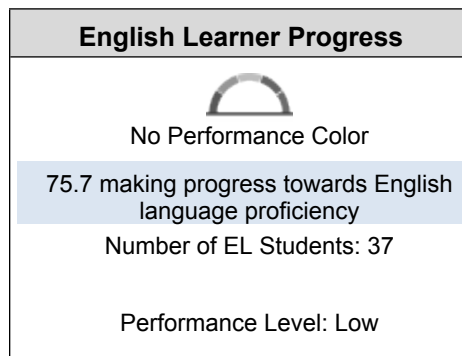 English Learner Progress
No Performance Color
75.7 making progress towards English
language proficiency
Number of EL Students: 37
Performance Level: Low